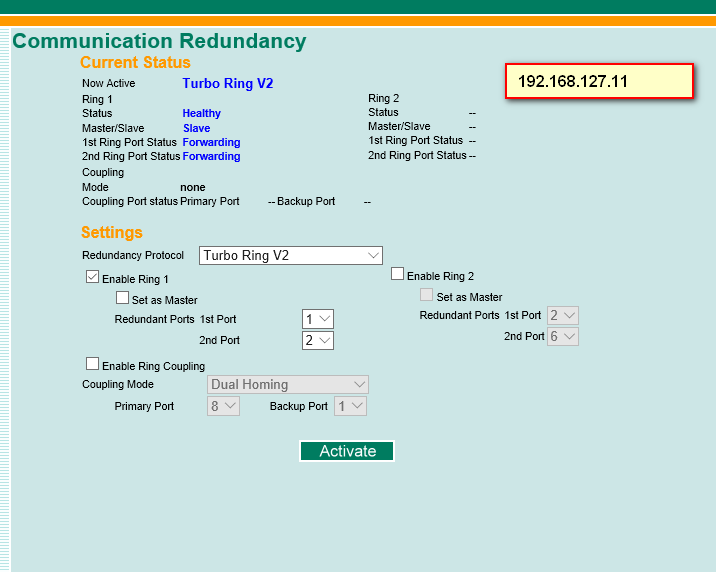 Communication Redundancy
Current Status
192.168.127.11
Now Active Turbo Ring V2
Ring 1 Ring 2
Status Healthy Status --
Master/Slave Slave Master/Slave --
1st Ring Port Status Forwarding 1st Ring Port Status --
2nd Ring Port Status Forwarding 2nd Ring Port Status --
Coupling
Mode none
Coupling Port status Primary Port -- Backup Port --
Settings
Redundancy Protocol Turbo Ring V2
Enable Ring 1 Enable Ring 2
Set as Master Set as Master
Redundant Ports 1st Port 1 Redundant Ports 1st Port 2
2nd Port 2 2nd Port 6
Enable Ring Coupling
Coupling Mode Dual Homing
Primary Port 8 Backup Port 1
Activate